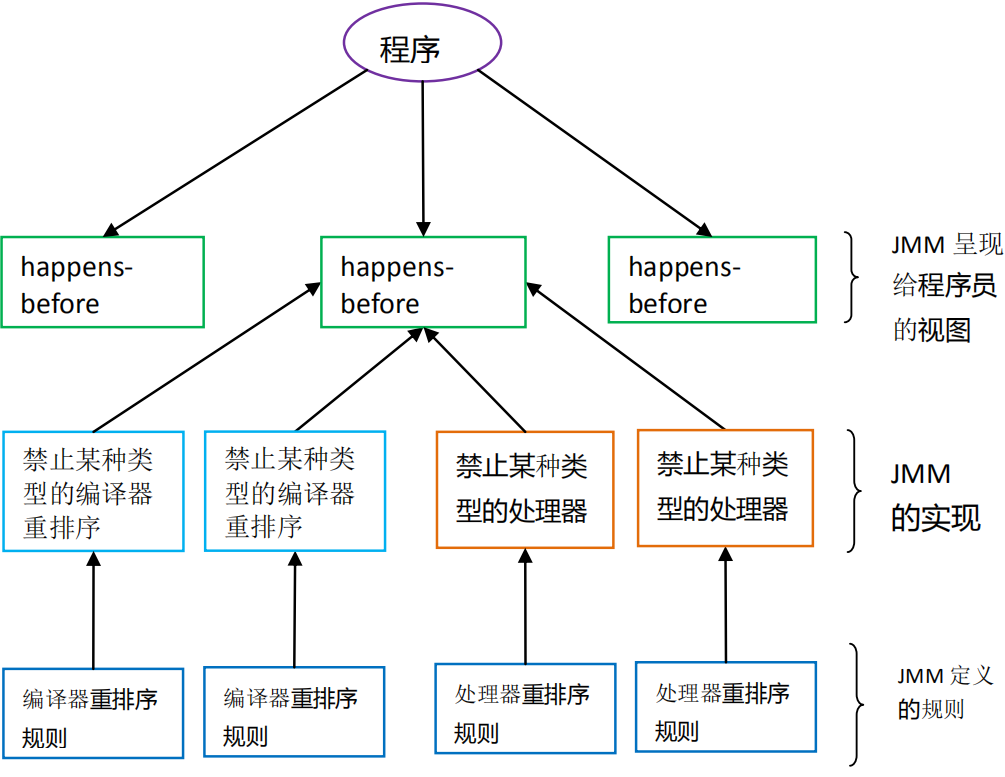 程序
happens-
before
happens-
before
happens-
before
JMM 呈现
给程序员
的视图
禁止某种类
型的编译器
重排序
禁止某种类
型的编译器
重排序
禁止某种类
型的处理器
禁止某种类
型的处理器
JMM
的实现
编译器重排序
规则
编译器重排序
规则
处理器重排序
规则
处理器重排序
规则
JMM 定义
的规则